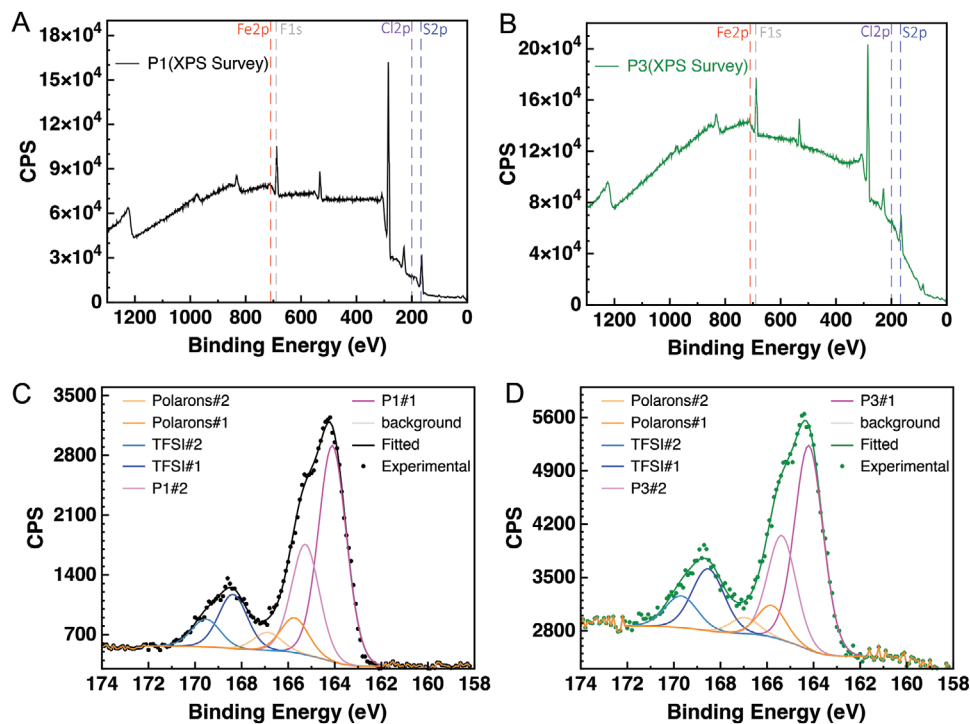 A
B
Fe2p F1s Cl2p S2p
P1(XPS Survey)
18×10⁴
15×10⁴
12×10⁴
9×10⁴
6×10⁴
3×10⁴
0
CPS
1200 1000 800 600 400 200 0
Binding Energy (eV)
Fe2p F1s Cl2p S2p
P3(XPS Survey)
20×10⁴
16×10⁴
12×10⁴
8×10⁴
4×10⁴
0
CPS
1200 1000 800 600 400 200 0
Binding Energy (eV)
C
Polarons#2 P1#1
Polarons#1 background
TFSI#2 Fitted
TFSI#1 Experimental
P1#2
3500
2800
2100
1400
700
CPS
174 172 170 168 166 164 162 160 158
Binding Energy (eV)
D
Polarons#2 P3#1
Polarons#1 background
TFSI#2 Fitted
TFSI#1 Experimental
P3#2
5600
4900
4200
3500
2800
CPS
174 172 170 168 166 164 162 160 158
Binding Energy (eV)